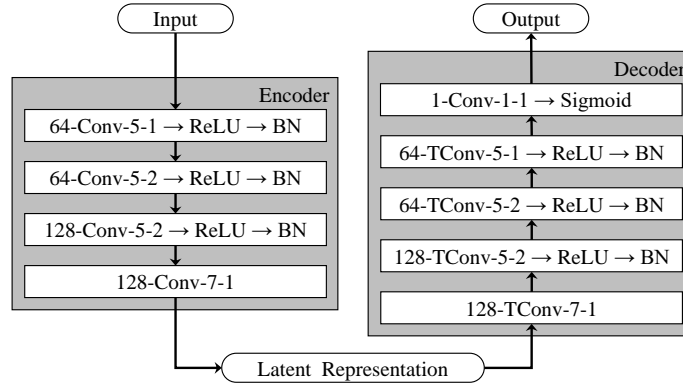 Input
Encoder
64-Conv-5-1 → ReLU → BN
64-Conv-5-2 → ReLU → BN
128-Conv-5-2 → ReLU → BN
128-Conv-7-1
Latent Representation
Output
Decoder
1-Conv-1-1 → Sigmoid
64-TConv-5-1 → ReLU → BN
64-TConv-5-2 → ReLU → BN
128-TConv-5-2 → ReLU → BN
128-TConv-7-1